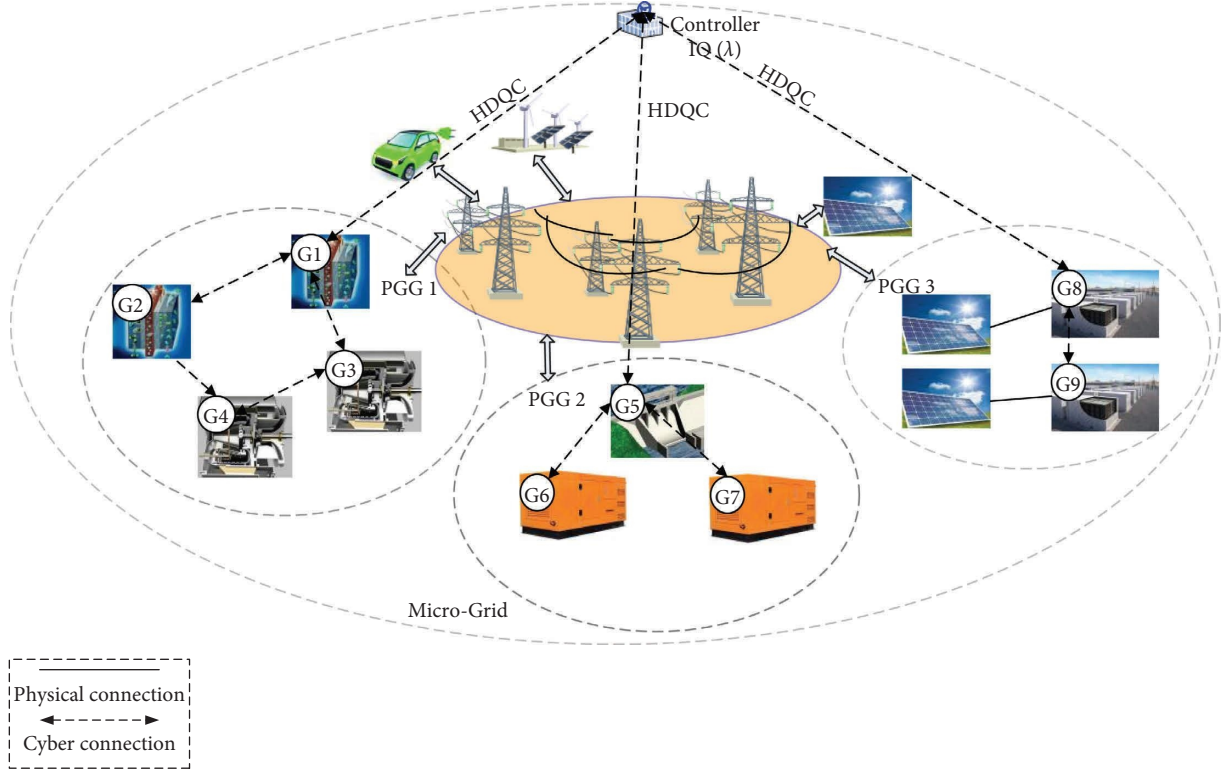 Controller
IQ (λ)
HDQC
HDQC
HDQC
G1
G2
G3
G4
PGG 1
PGG 2
PGG 3
G5
G6
G7
G8
G9
Micro-Grid
Physical connection
Cyber connection